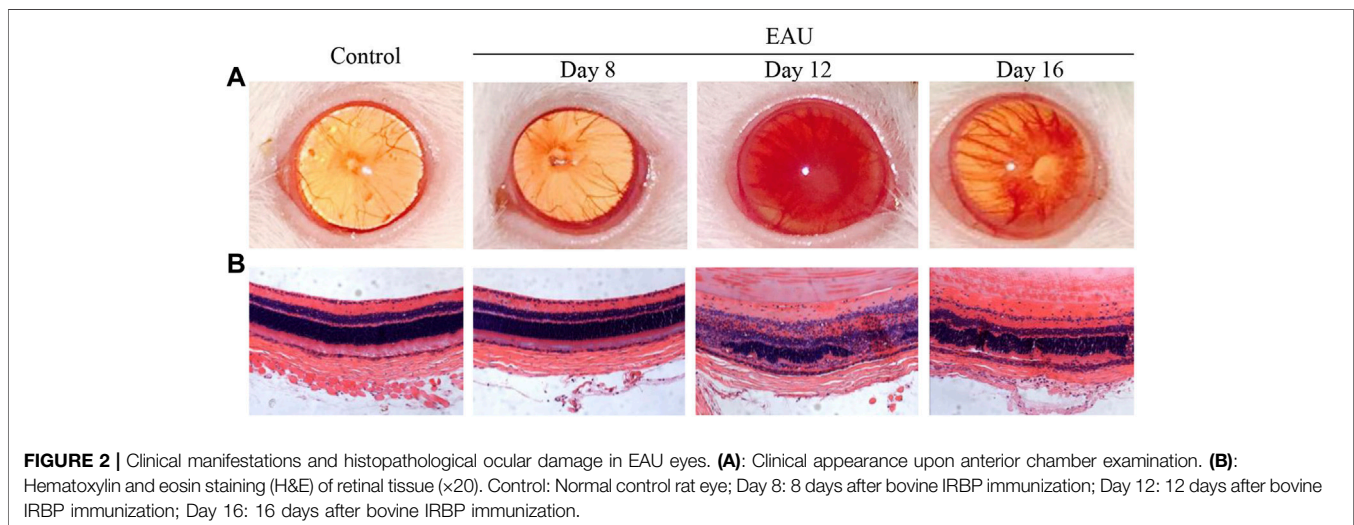 EAU
Control
Day 8 Day 12 Day 16
A
B
FIGURE 2 | Clinical manifestations and histopathological ocular damage in EAU eyes. (A): Clinical appearance upon anterior chamber examination. (B):
Hematoxylin and eosin staining (H&E) of retinal tissue (×20). Control: Normal control rat eye; Day 8: 8 days after bovine IRBP immunization; Day 12: 12 days after bovine
IRBP immunization; Day 16: 16 days after bovine IRBP immunization.